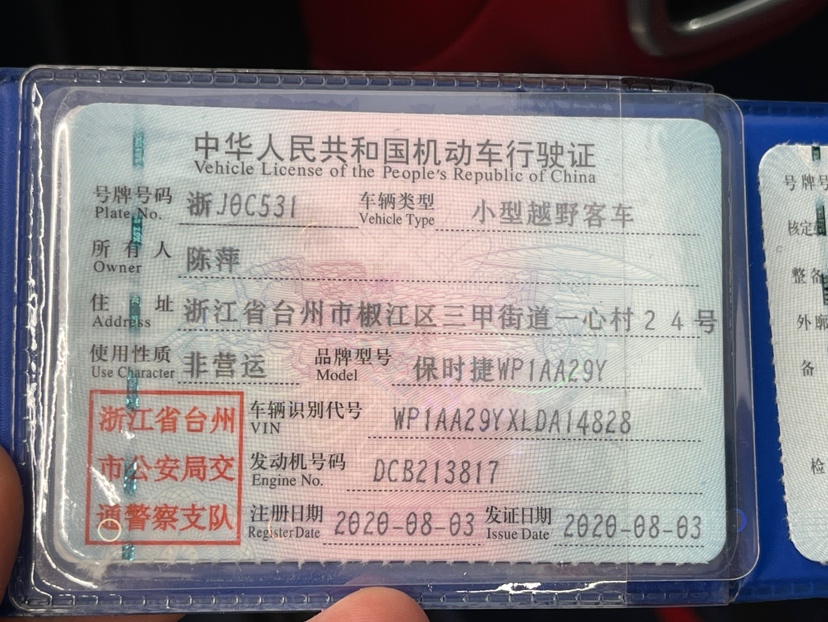 中华人民共和国机动车行驶证
Vehicle License of the People's Republic of China
号牌号码 浙J0C531 车辆类型 小型越野客车
Plate No. Vehicle Type
所有人 陈萍
Owner
住址 浙江省台州市椒江区三甲街道一心村24号
Address
使用性质 非营运 品牌型号 保时捷WP1AA29Y
Use Character Model
浙江省台州 车辆识别代号 WP1AA29YXLDA14828
VIN
市公安局交 发动机号码 DCB213817
Engine No.
通警察支队 注册日期 2020-08-03 发证日期 2020-08-03
Register Date Issue Date
号牌号
核定
整备
外廓
备
检